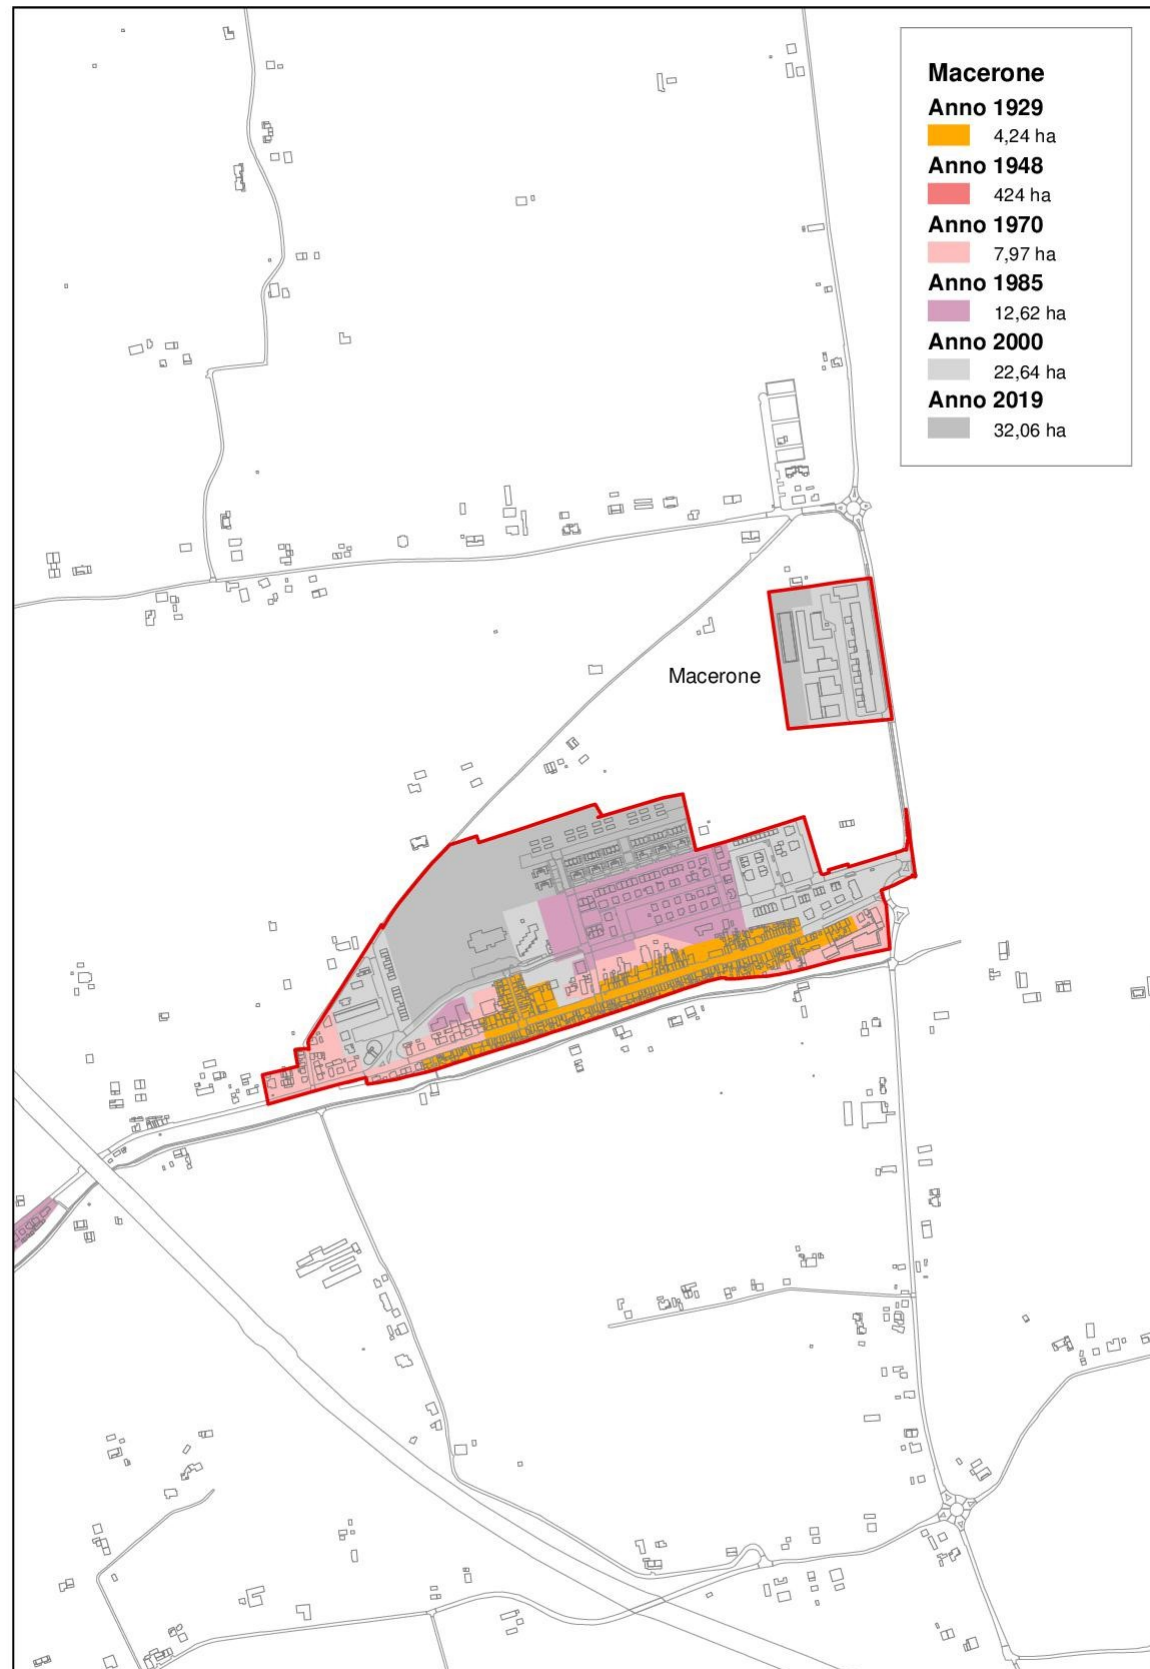 Macerone
Anno 1929
4,24 ha
Anno 1948
424 ha
Anno 1970
7,97 ha
Anno 1985
12,62 ha
Anno 2000
22,64 ha
Anno 2019
32,06 ha
Macerone